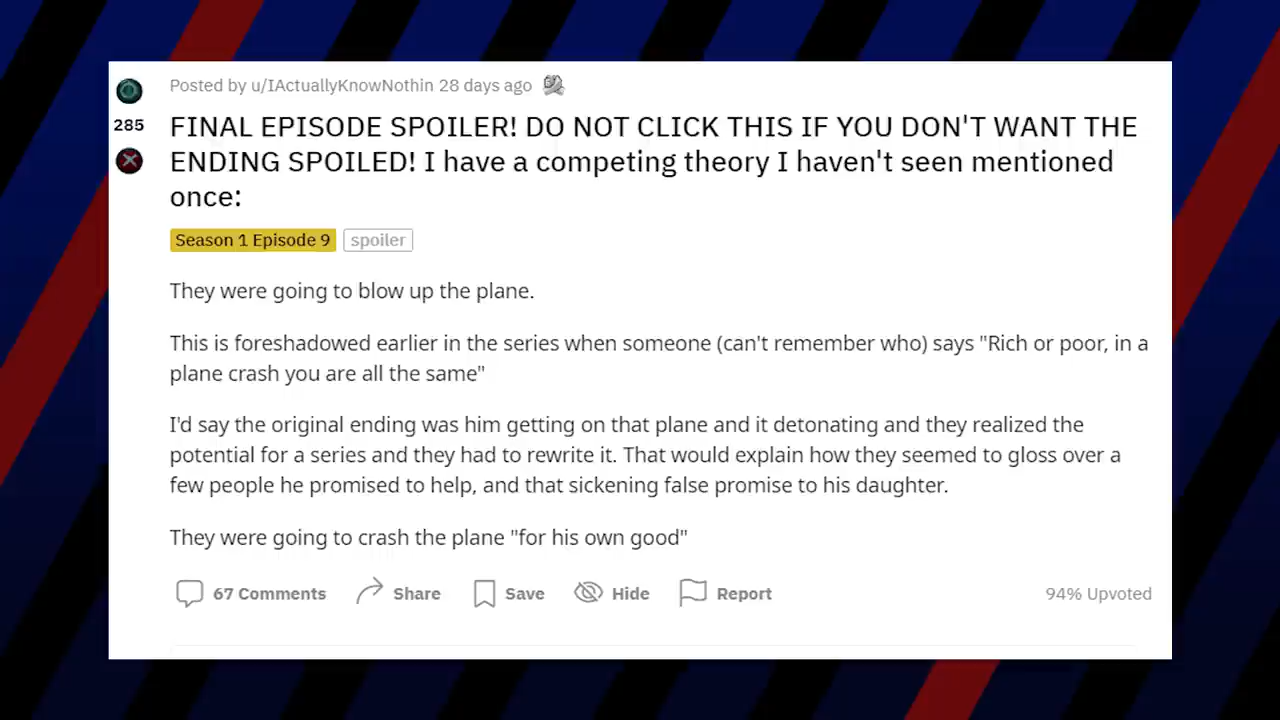 Posted by u/IActuallyKnowNothin 28 days ago
285
FINAL EPISODE SPOILER! DO NOT CLICK THIS IF YOU DON'T WANT THE
ENDING SPOILED! I have a competing theory I haven't seen mentioned
once:
Season 1 Episode 9 spoiler
They were going to blow up the plane.
This is foreshadowed earlier in the series when someone (can't remember who) says "Rich or poor, in a
plane crash you are all the same"
I'd say the original ending was him getting on that plane and it detonating and they realized the
potential for a series and they had to rewrite it. That would explain how they seemed to gloss over a
few people he promised to help, and that sickening false promise to his daughter.
They were going to crash the plane "for his own good"
67 Comments Share Save Hide Report 94% Upvoted